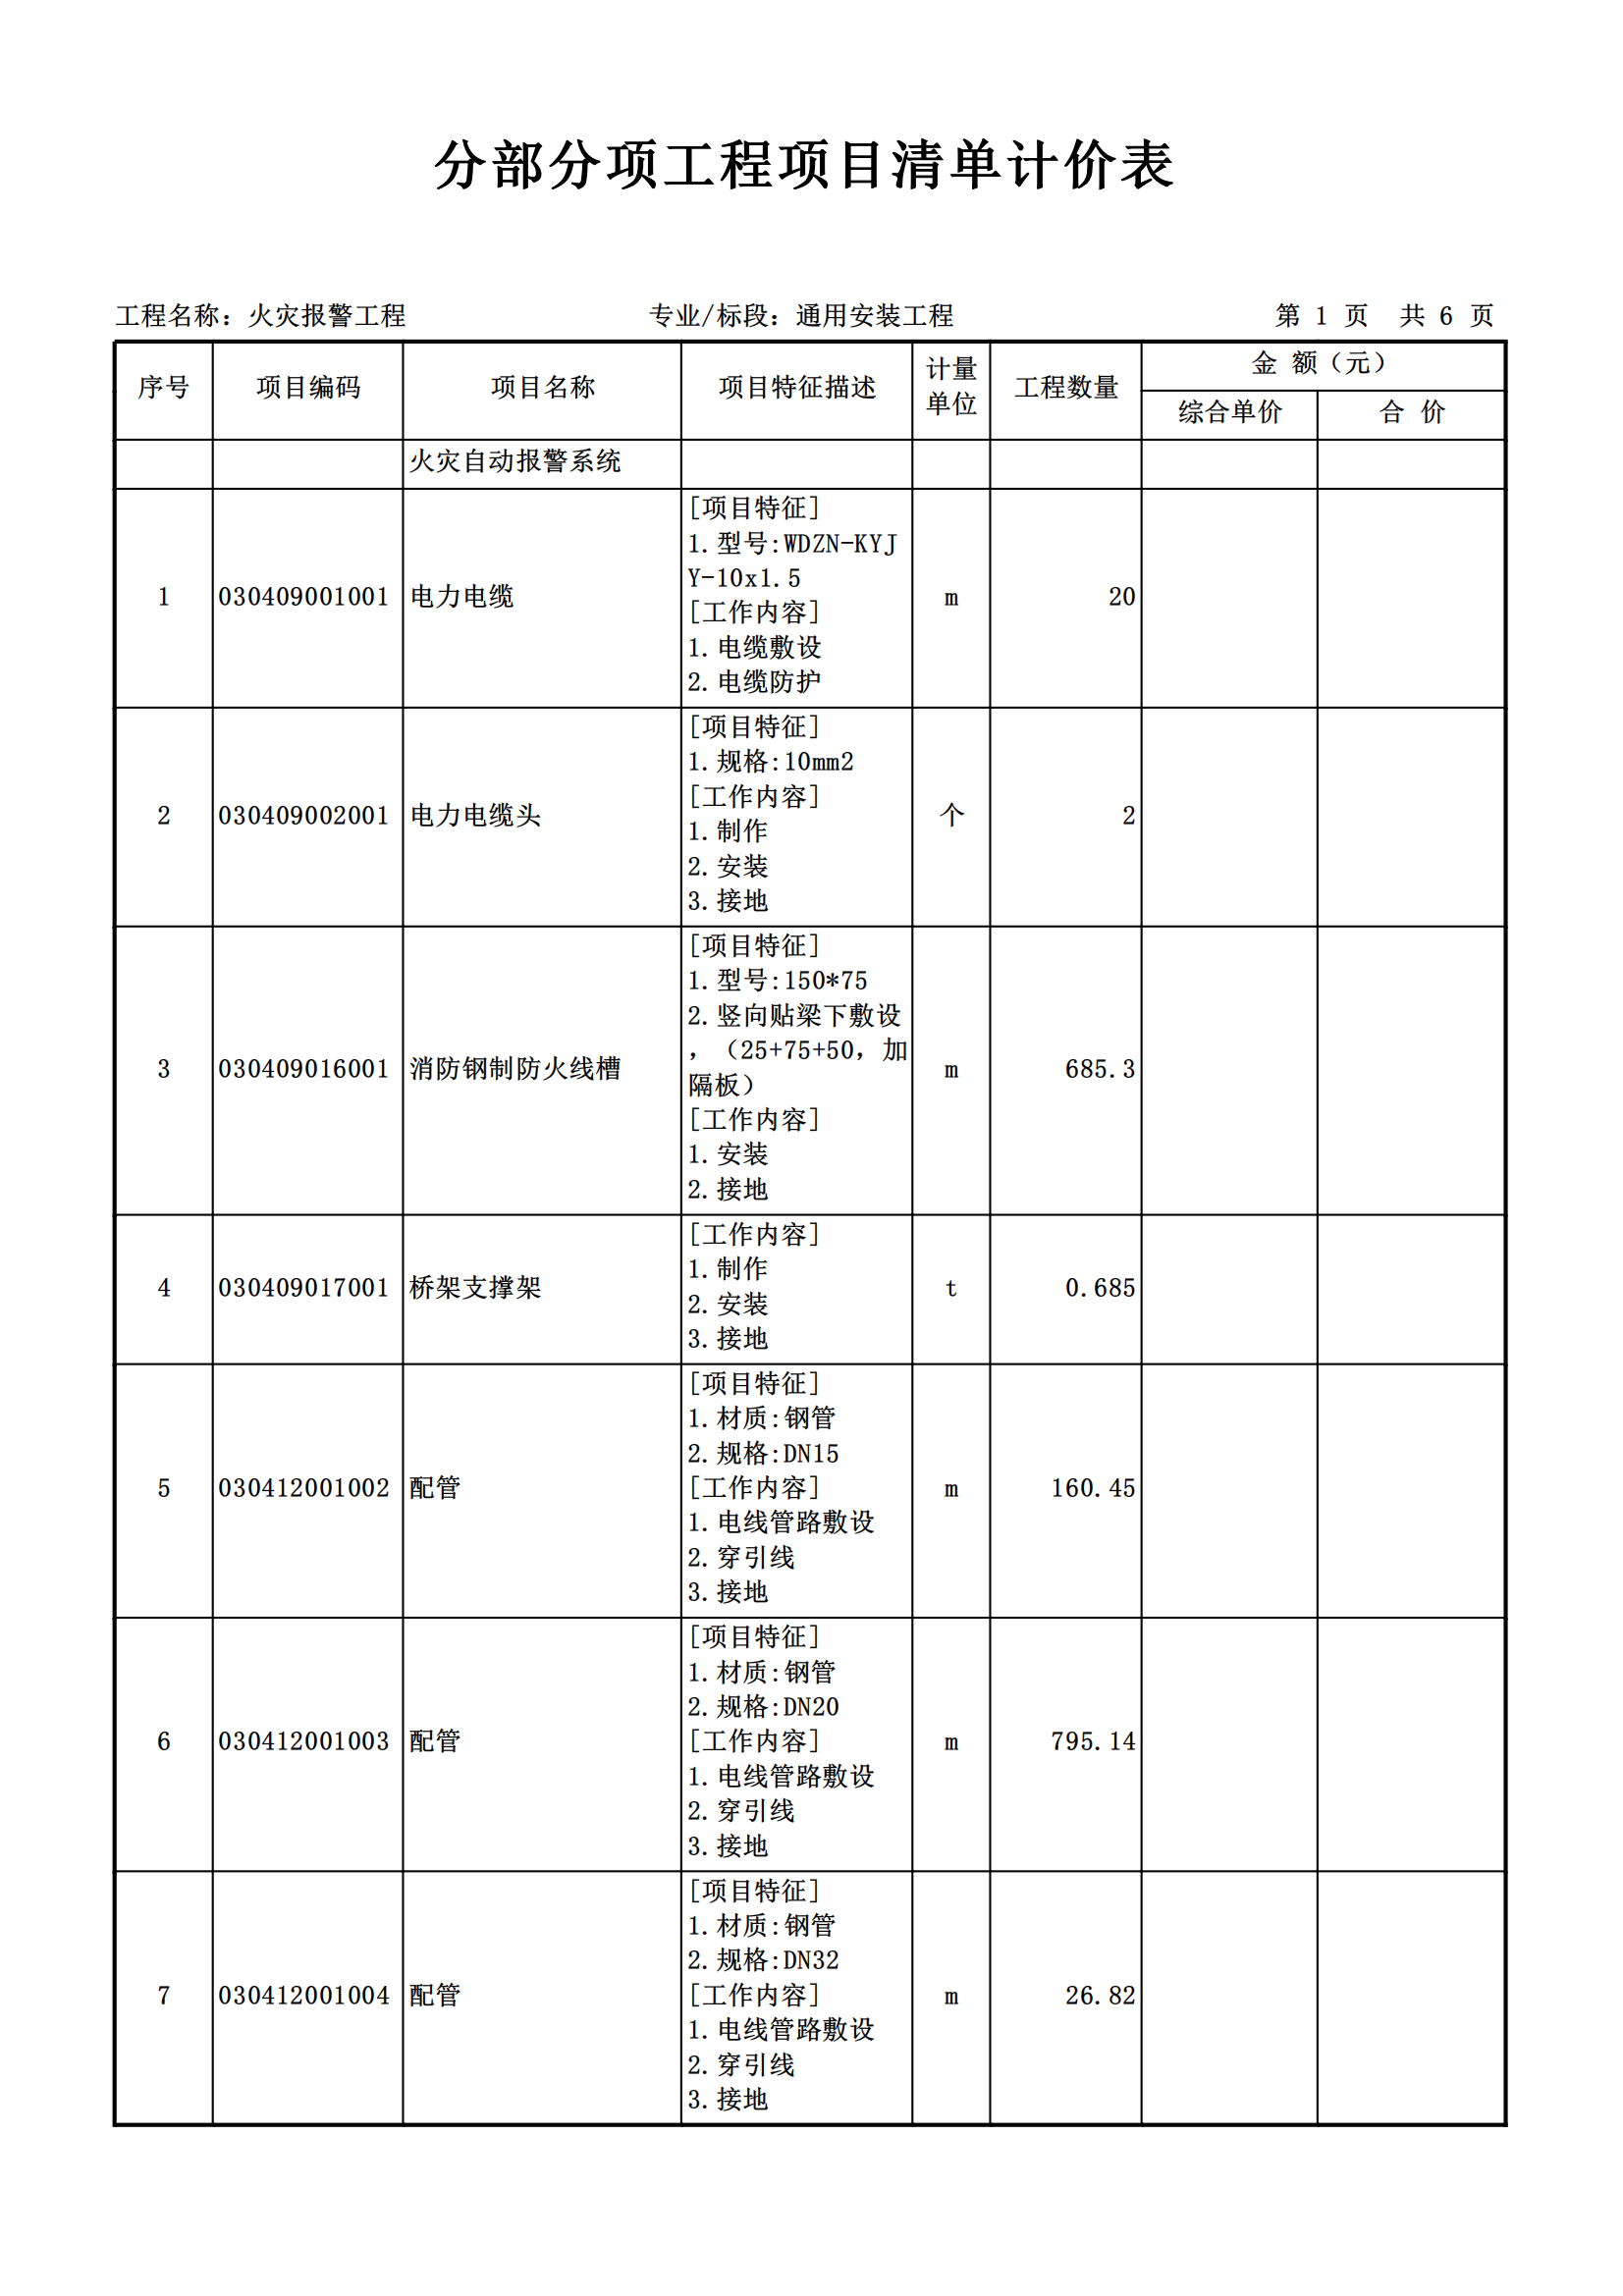 分部分项工程项目清单计价表
工程名称：火灾报警工程 专业/标段：通用安装工程 第 1 页 共 6 页
序号 项目编码 项目名称 项目特征描述 计量单位 工程数量 金 额（元）
综合单价 合 价
火灾自动报警系统
1 030409001001 电力电缆 m 20
[项目特征]
1.型号:WDZN-KYJ
Y-10x1.5
[工作内容]
1.电缆敷设
2.电缆防护
2 030409002001 电力电缆头 个 2
[项目特征]
1.规格:10mm2
[工作内容]
1.制作
2.安装
3.接地
3 030409016001 消防钢制防火线槽 m 685.3
[项目特征]
1.型号:150*75
2.竖向贴梁下敷设
，（25+75+50，加
隔板）
[工作内容]
1.安装
2.接地
4 030409017001 桥架支撑架 t 0.685
[工作内容]
1.制作
2.安装
3.接地
5 030412001002 配管 m 160.45
[项目特征]
1.材质:钢管
2.规格:DN15
[工作内容]
1.电线管路敷设
2.穿引线
3.接地
6 030412001003 配管 m 795.14
[项目特征]
1.材质:钢管
2.规格:DN20
[工作内容]
1.电线管路敷设
2.穿引线
3.接地
7 030412001004 配管 m 26.82
[项目特征]
1.材质:钢管
2.规格:DN32
[工作内容]
1.电线管路敷设
2.穿引线
3.接地